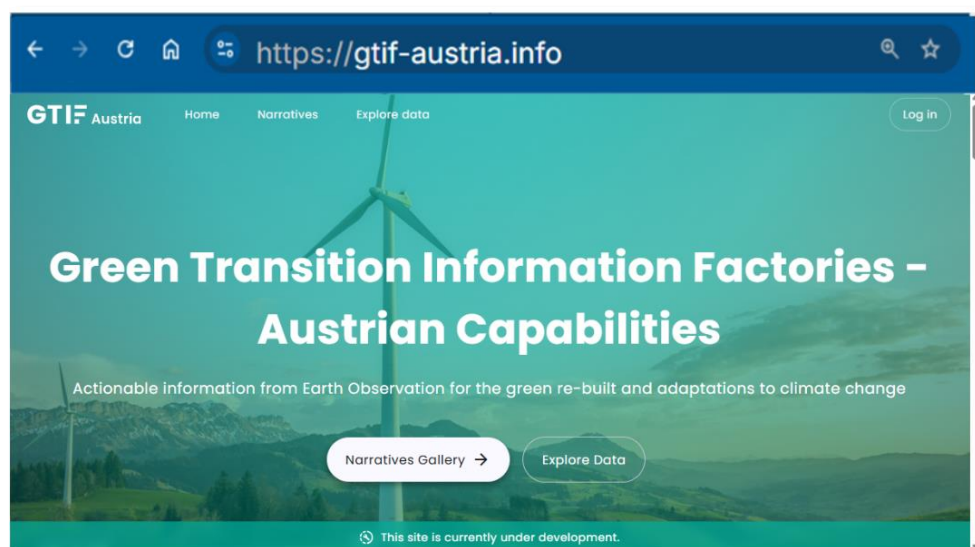 https://gtif-austria.info
GTIF Austria
Home
Narratives
Explore data
Log in
Green Transition Information Factories –
Austrian Capabilities
Actionable information from Earth Observation for the green re-built and adaptations to climate change
Narratives Gallery →
Explore Data
This site is currently under development.